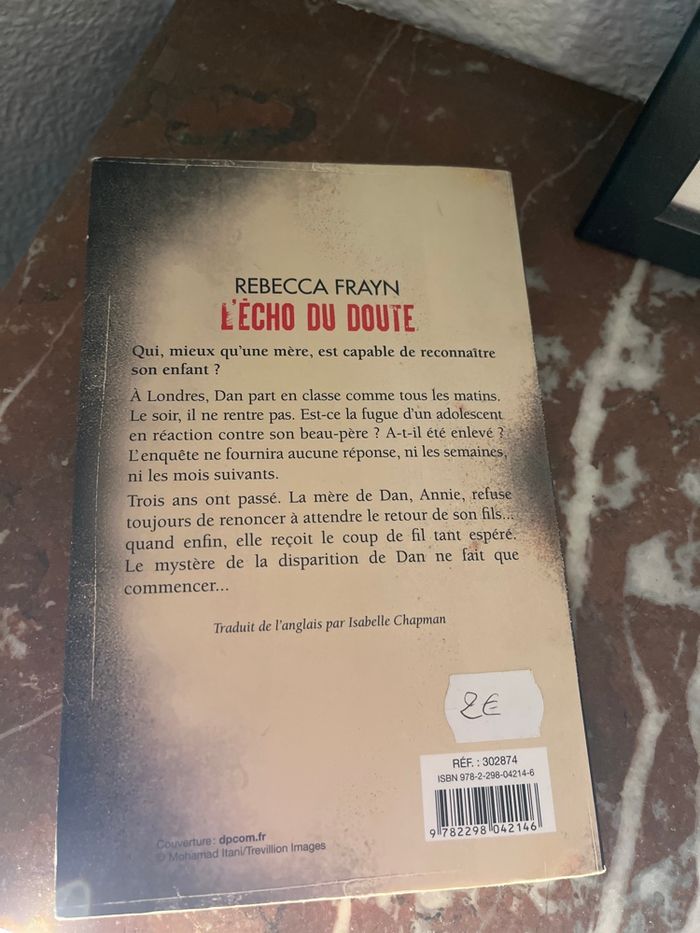 REBECCA FRAYN
L'ÉCHO DU DOUTE
Qui, mieux qu'une mère, est capable de reconnaître
son enfant ?
À Londres, Dan part en classe comme tous les matins.
Le soir, il ne rentre pas. Est-ce la fugue d'un adolescent
en réaction contre son beau-père ? A-t-il été enlevé ?
L'enquête ne fournira aucune réponse, ni les semaines,
ni les mois suivants.
Trois ans ont passé. La mère de Dan, Annie, refuse
toujours de renoncer à attendre le retour de son fils...
quand enfin, elle reçoit le coup de fil tant espéré.
Le mystère de la disparition de Dan ne fait que
commencer...
Traduit de l'anglais par Isabelle Chapman
2€
RÉF. : 302874
ISBN 978-2-298-04214-6
9 782298 042146
Couverture : dpcom.fr
© Mohamad Itani/Trevillion Images